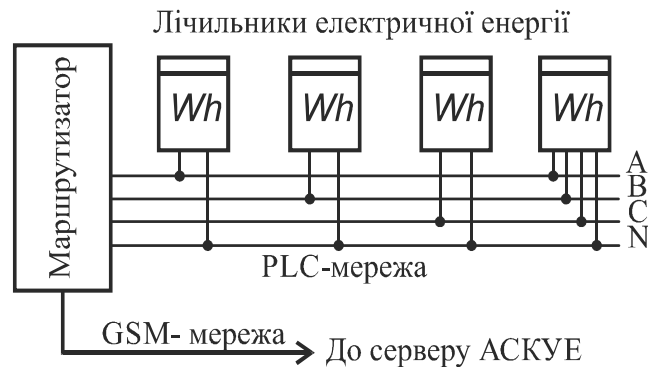 Лічильники електричної енергії
Маршрутизатор
Wh
Wh
Wh
Wh
A
B
C
N
PLC-мережа
GSM- мережа
До серверу АСКУЕ